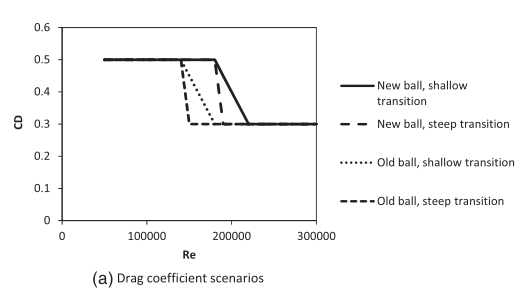 0.6
0.5
0.4
0.3
0.2
0.1
0
CD
0
100000
200000
300000
Re
New ball, shallow
transition
New ball, steep transition
Old ball, shallow transition
Old ball, steep transition
(a) Drag coefficient scenarios